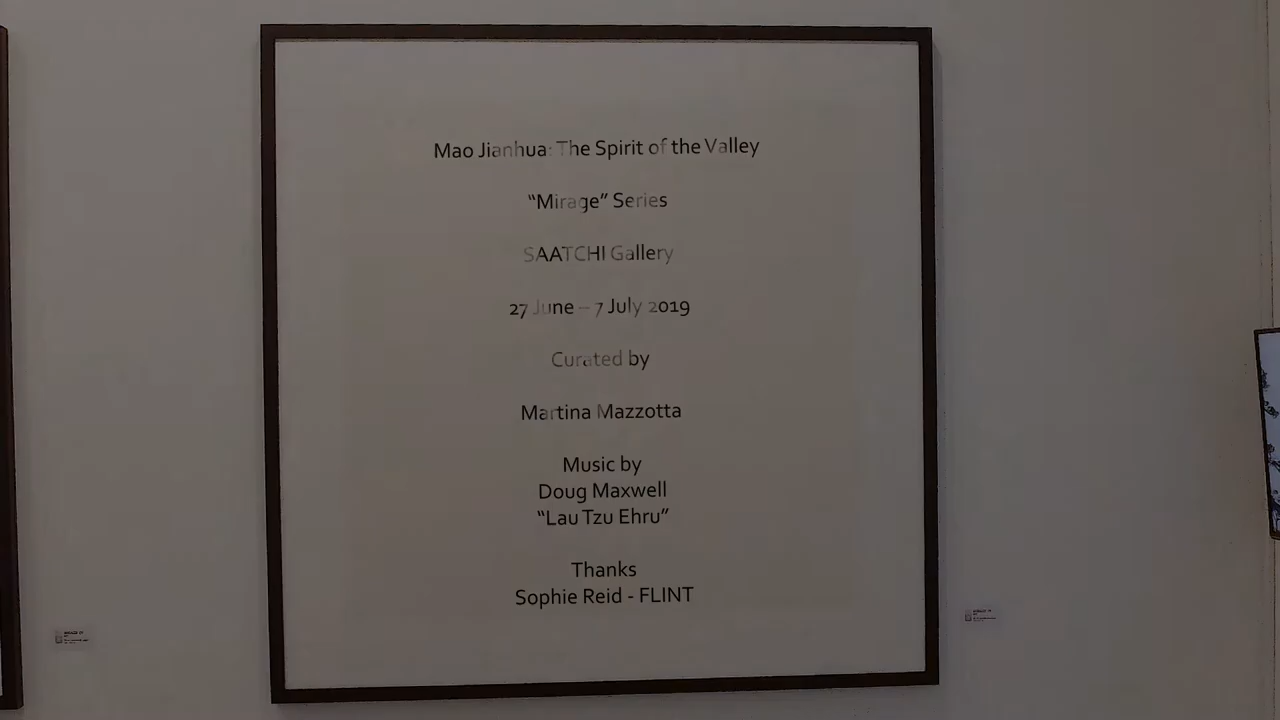 Mao Jianhua: The Spirit of the Valley
“Mirage” Series
SAATCHI Gallery
27 June – 7 July 2019
Curated by
Martina Mazzotta
Music by
Doug Maxwell
“Lau Tzu Ehru”
Thanks
Sophie Reid - FLINT